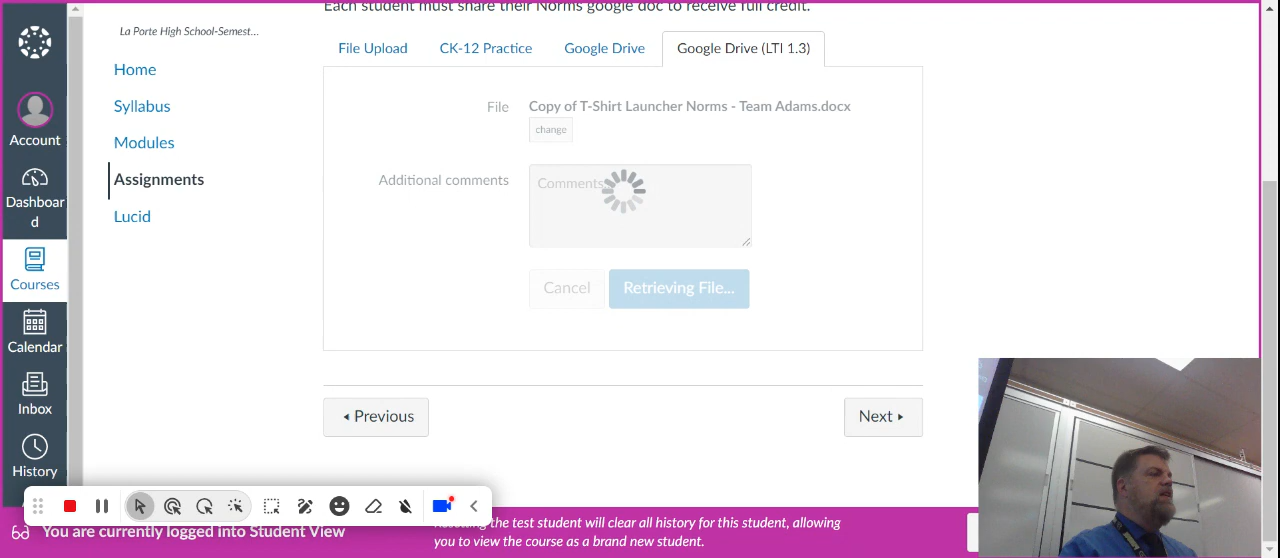 Each student must share their Norms google doc to receive full credit.
La Porte High School-Semest...
File Upload
CK-12 Practice
Google Drive
Google Drive (LTI 1.3)
Home
Syllabus
Modules
Assignments
Lucid
Account
Dashboar
d
Courses
Calendar
Inbox
History
File
Copy of T-Shirt Launcher Norms - Team Adams.docx
change
Additional comments
Comments
Cancel
Retrieving File...
Previous
Next
You are currently logged into Student View
the test student will clear all history for this student, allowing
you to view the course as a brand new student.